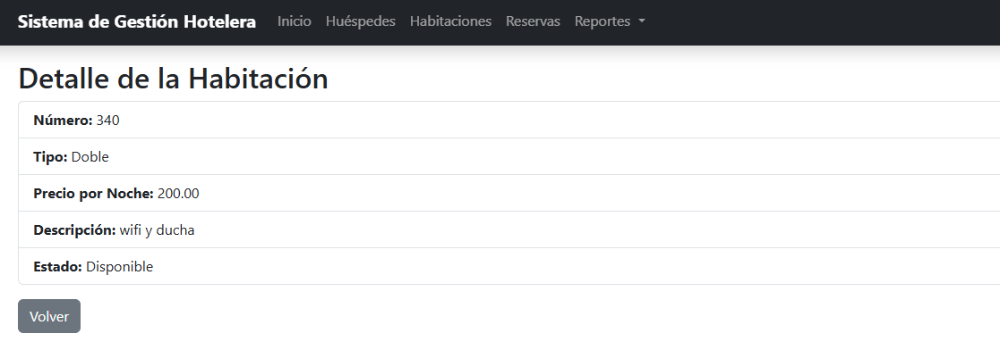 Sistema de Gestión Hotelera Inicio Huéspedes Habitaciones Reservas Reportes
Detalle de la Habitación
Número: 340
Tipo: Doble
Precio por Noche: 200.00
Descripción: wifi y ducha
Estado: Disponible
Volver